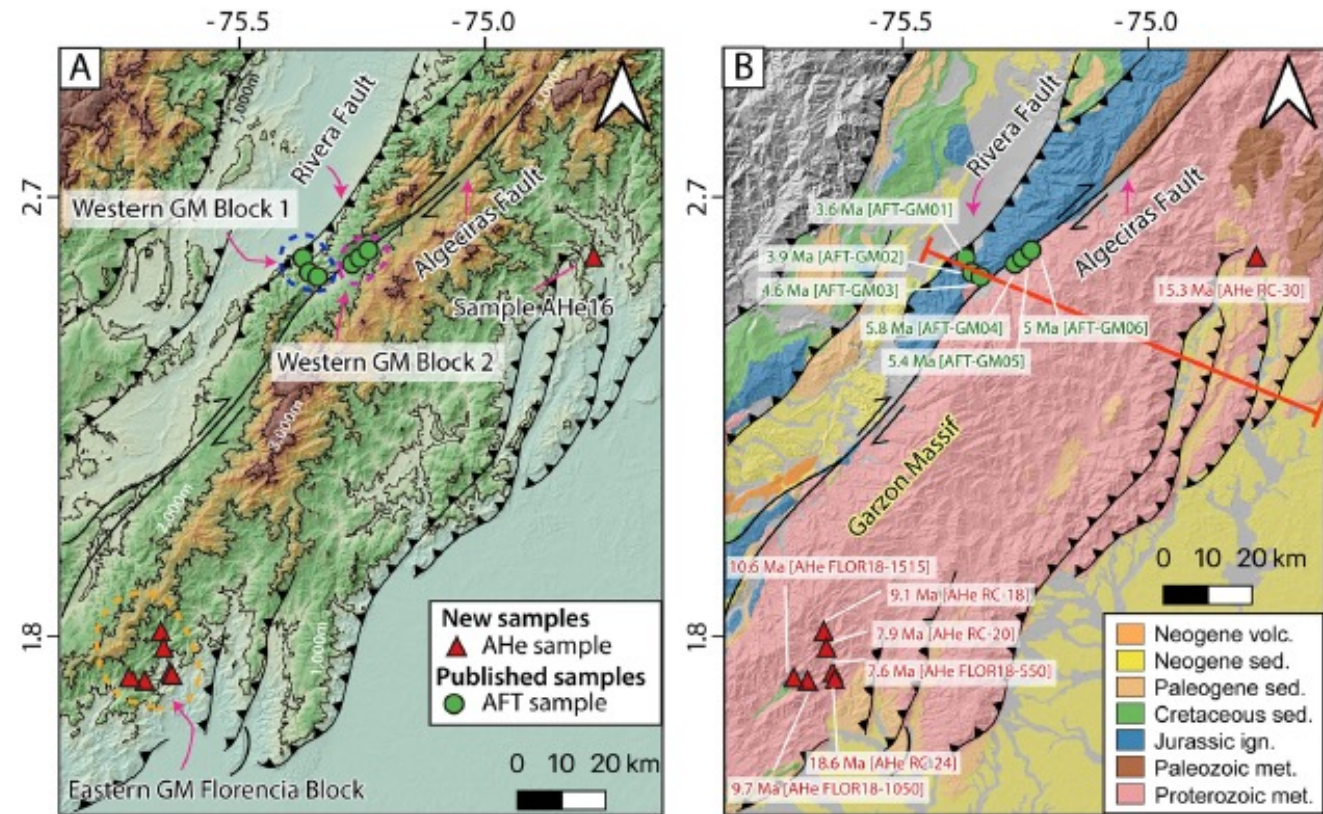 -75.5
-75.0
-75.5
-75.0
A
B
1,000m
3,000m
Rivera Fault
Rivera Fault
2.7
Western GM Block 1
Algeciras Fault
Algeciras Fault
3.6 Ma [AFT-GM01]
3.9 Ma [AFT-GM02]
4.6 Ma [AFT-GM03]
Sample AHe16
15.3 Ma [AHe RC-30]
5.8 Ma [AFT-GM04]
5 Ma [AFT-GM06]
Western GM Block 2
5.4 Ma [AFT-GM05]
3,000m
Garzon Massif
2,000m
0 10 20 km
10.6 Ma [AHe FLOR18-1515]
9.1 Ma [AHe RC-18]
1.8
1,000m
New samples
AHe sample
Published samples
AFT sample
7.9 Ma [AHe RC-20]
7.6 Ma [AHe FLOR18-550]
Neogene volc.
Neogene sed.
Paleogene sed.
Cretaceous sed.
Jurassic ign.
Paleozoic met.
Proterozoic met.
0 10 20 km
18.6 Ma [AHe RC-24]
Eastern GM Florencia Block
9.7 Ma [AHe FLOR18-1050]